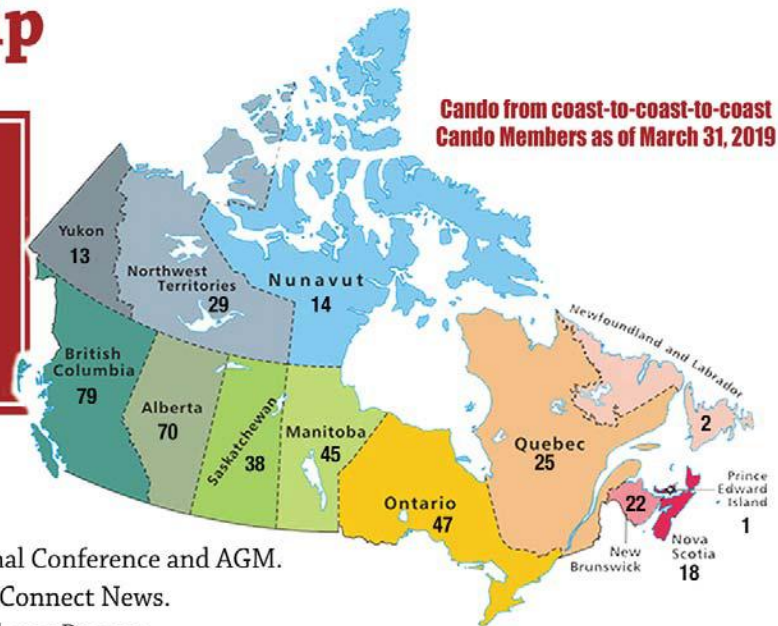 Cando from coast-to-coast-to-coast
Cando Members as of March 31, 2019
Yukon
13
Northwest
Territories
29
Nunavut
14
British
Columbia
79
Alberta
70
Saskatchewan
38
Manitoba
45
Ontario
47
Quebec
25
Newfoundland and Labrador
2
22
New
Brunswick
Prince
Edward
Island
1
Nova
Scotia
18
Conference and AGM.
Connect News.